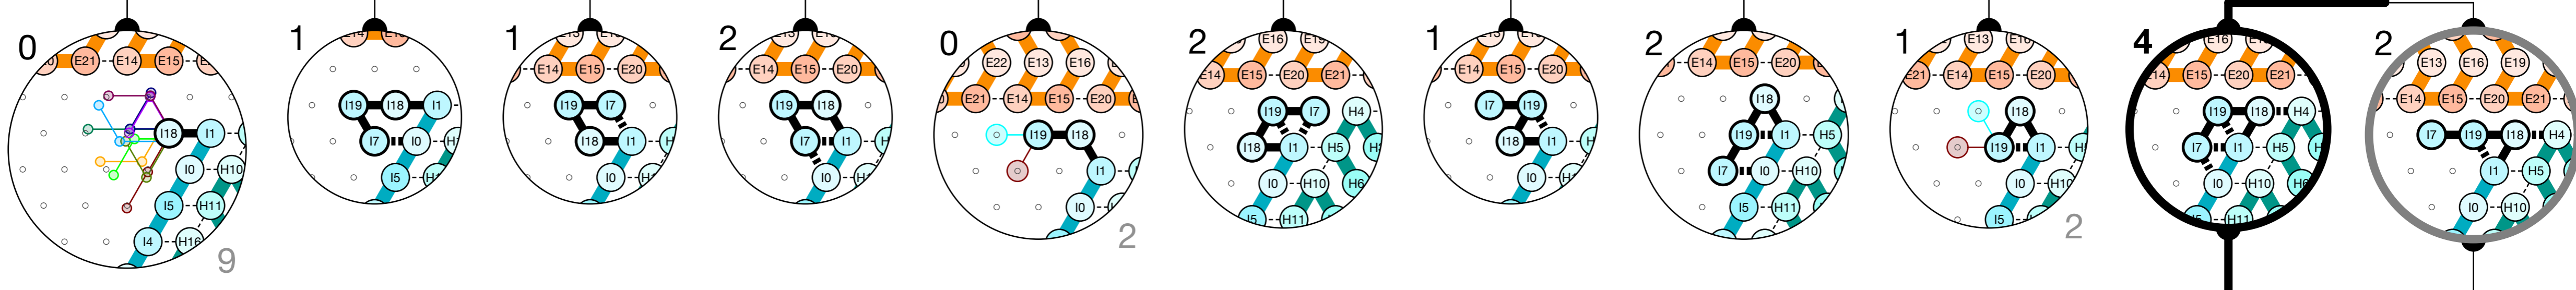 0
E21 E14 E15
I18 I1
I0 H10
I5 H11
I4 H16
9
1
I19 I18 I1
I7 I0
I5
1
E14 E15 E20
I19 I7
I18 I1
I0
2
E14 E15 E20
I19 I18
I7 I1
I0
0
E22 E13 E16
E21 E14 E15 E20
I19 I18
I1
I0
2
2
E16 E19
E14 E15 E20 E21
I19 I7 H4
I18 I1 H5
I0 H10 H6
I5 H11
1
E14 E15 E20
I7 I19
I18 I1
I0
2
E14 E15 E20
I18
I19 I1 H5
I7 I0 H10
I5 H11
1
E13 E16
E21 E14 E15 E20
I18
I19 I1
I0 H10
I5
2
4
E16
E14 E15 E20 E21
I19 I18 H4
I7 I1 H5
I0 H10 H6
I5 H11
2
E13 E16 E19
E14 E15 E20 E21
I7 I19 I18 H4
I1 H5
I0 H10